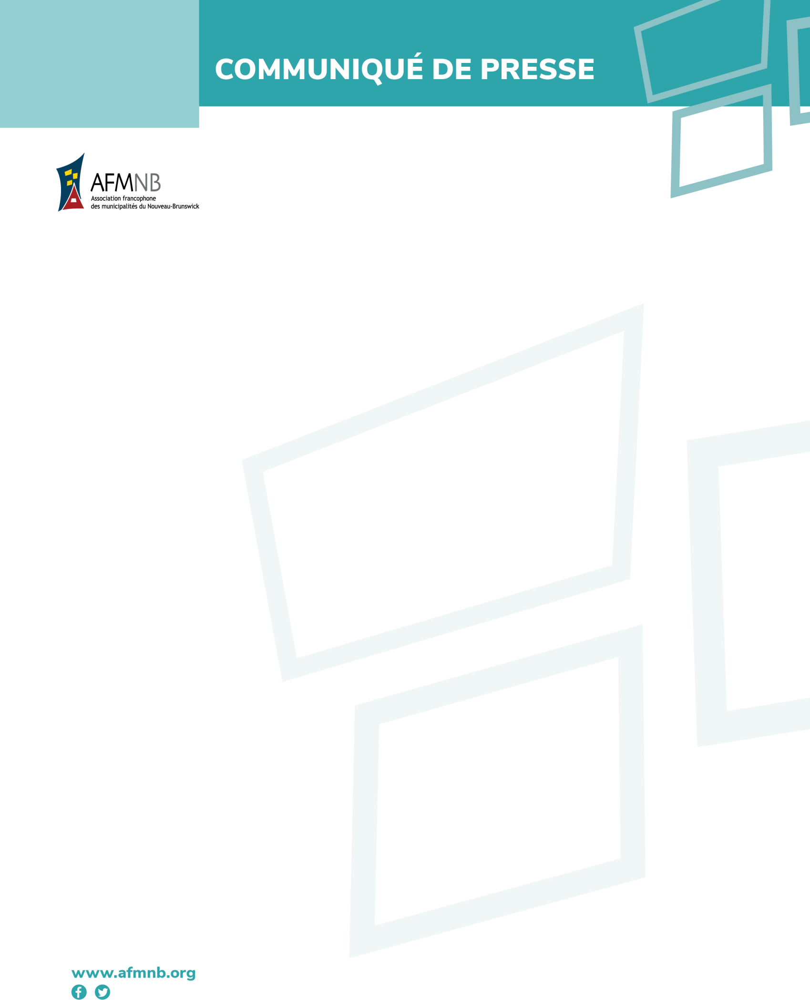 COMMUNIQUÉ DE PRESSE
AFMNB
Association francophone
des municipalités du Nouveau-Brunswick
www.afmnb.org